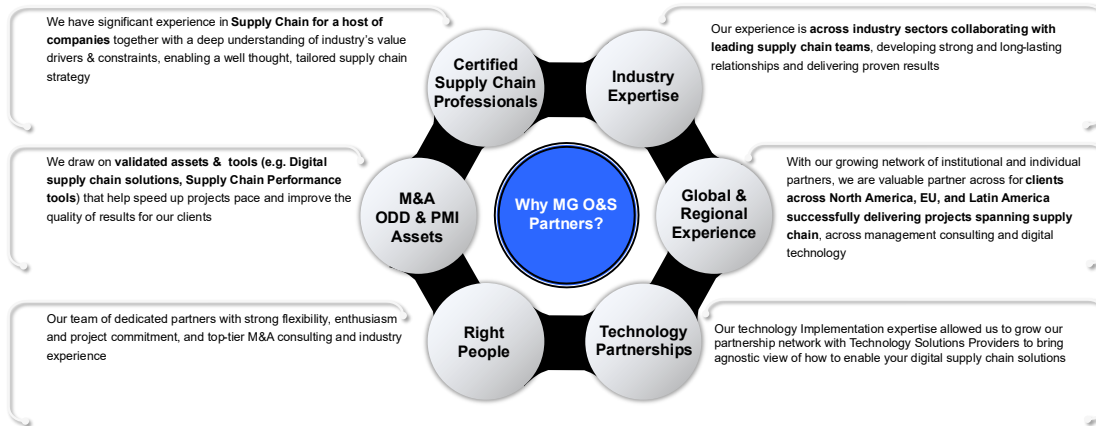 We have significant experience in Supply Chain for a host of
companies together with a deep understanding of industry's value
drivers & constraints, enabling a well thought, tailored supply chain
strategy
Certified
Supply Chain
Professionals
Industry
Expertise
Our experience is across industry sectors collaborating with
leading supply chain teams, developing strong and long-lasting
relationships and delivering proven results
We draw on validated assets & tools (e.g. Digital
supply chain solutions, Supply Chain Performance
tools) that help speed up projects pace and improve the
quality of results for our clients
M&A
ODD & PMI
Assets
Why MG O&S
Partners?
Global &
Regional
Experience
With our growing network of institutional and individual
partners, we are valuable partner across for clients
across North America, EU, and Latin America
successfully delivering projects spanning supply
chain, across management consulting and digital
technology
Our team of dedicated partners with strong flexibility, enthusiasm
and project commitment, and top-tier M&A consulting and industry
experience
Right
People
Technology
Partnerships
Our technology Implementation expertise allowed us to grow our
partnership network with Technology Solutions Providers to bring
agnostic view of how to enable your digital supply chain solutions